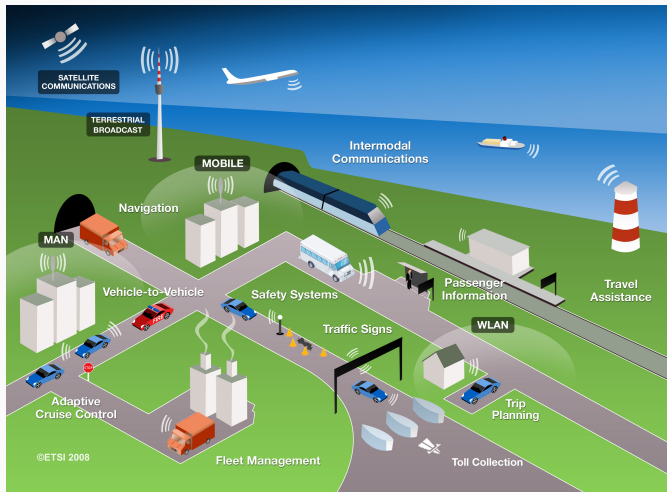 SATELLITE
COMMUNICATIONS
TERRESTRIAL
BROADCAST
Intermodal
Communications
MOBILE
Navigation
MAN
Vehicle-to-Vehicle
Safety Systems
Passenger
Information
Travel
Assistance
Traffic Signs
WLAN
STOP
Adaptive
Cruise Control
Trip
Planning
Fleet Management
Toll Collection
©ETSI 2008